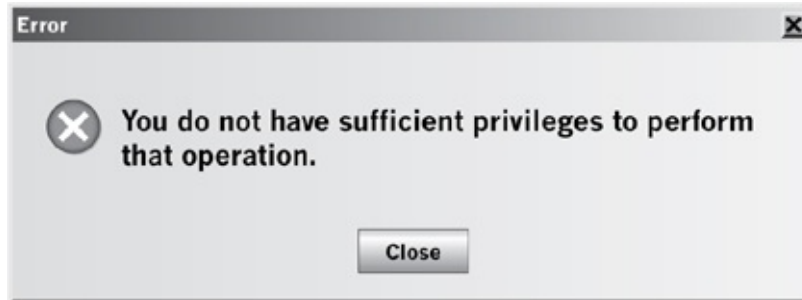 Error
You do not have sufficient privileges to perform
that operation.
Close